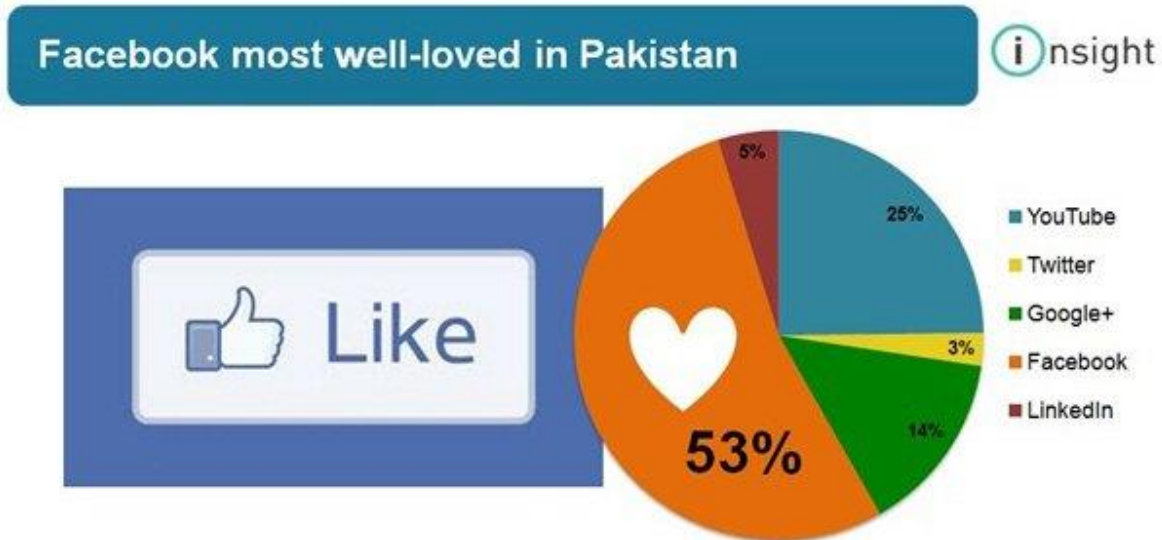 Facebook most well-loved in Pakistan
insight
Like
5%
25%
3%
14%
53%
YouTube
Twitter
Google+
Facebook
LinkedIn